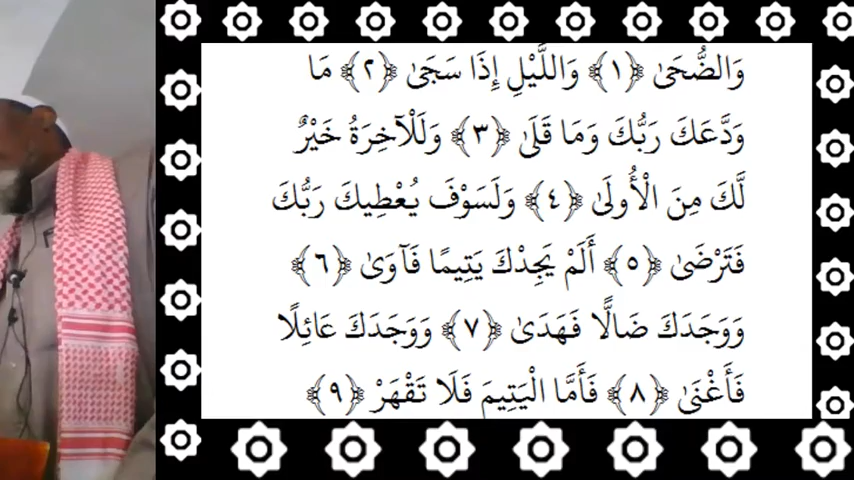 وَالضُّحَىٰ ﴿١﴾ وَاللَّيْلِ إِذَا سَجَىٰ ﴿٢﴾ مَا
وَدَّعَكَ رَبُّكَ وَمَا قَلَىٰ ﴿٣﴾ وَلَلْآخِرَةُ خَيْرٌ
لَّكَ مِنَ الْأُولَىٰ ﴿٤﴾ وَلَسَوْفَ يُعْطِيكَ رَبُّكَ
فَتَرْضَىٰ ﴿٥﴾ أَلَمْ يَجِدْكَ يَتِيمًا فَآوَىٰ ﴿٦﴾
وَوَجَدَكَ ضَالًّا فَهَدَىٰ ﴿٧﴾ وَوَجَدَكَ عَائِلًا
فَأَغْنَىٰ ﴿٨﴾ فَأَمَّا الْيَتِيمَ فَلَا تَقْهَرْ ﴿٩﴾